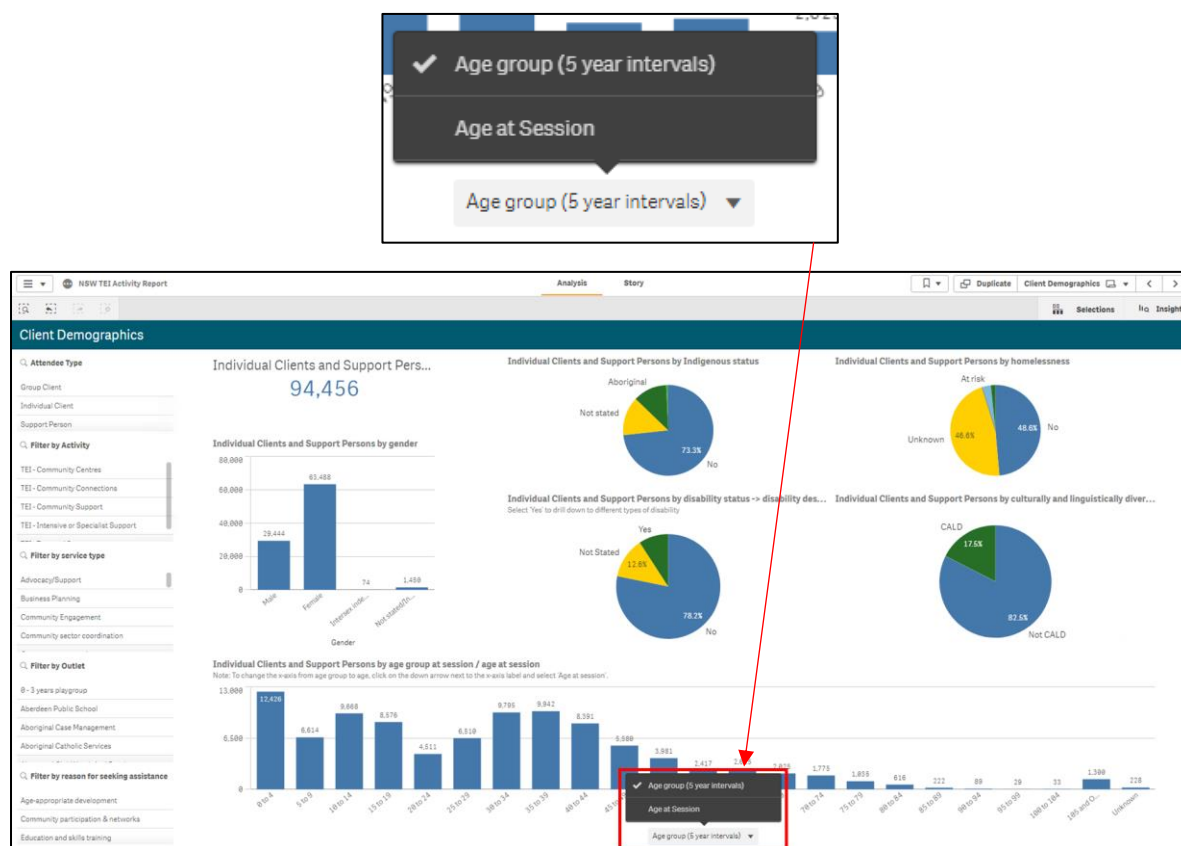 Age group (5 year intervals)
Age at Session
Age group (5 year intervals)
NSW TEI Activity Report
Analysis
Story
Duplicate
Client Demographics
Selections
Insight
Client Demographics
Attendee Type
Group Client
Individual Client
Support Person
Filter by Activity
TEI - Community Centres
TEI - Community Connections
TEI - Community Support
TEI - Intensive or Specialist Support
Filter by service type
Advocacy/Support
Business Planning
Community Engagement
Community sector coordination
Filter by Outlet
0 - 3 years playgroup
Aberdeen Public School
Aboriginal Case Management
Aboriginal Catholic Services
Filter by reason for seeking assistance
Age-appropriate development
Community participation & networks
Education and skills training
Individual Clients and Support Pers...
94,456
Individual Clients and Support Persons by gender
80,000
60,000
40,000
20,000
0
29,444
63,488
74
Male
Female
Intersex inde...
Not stated/In...
Gender
Individual Clients and Support Persons by Indigenous status
Aboriginal
Not stated
73.3%
No
Individual Clients and Support Persons by homelessness
At risk
Unknown
48.6%
No
Individual Clients and Support Persons by disability status -> disability des...
Select 'Yes' to drill down to different types of disability
Yes
Not Stated
12.6%
78.2%
No
Individual Clients and Support Persons by culturally and linguistically diver...
CALD
17.5%
82.5%
Not CALD
Individual Clients and Support Persons by age group at session / age at session
Note: To change the x-axis from age group to age, click on the down arrow next to the x-axis label and select 'Age at session'.
13,000
6,500
0
12,426
6,614
9,668
8,576
4,511
6,510
9,795
9,942
8,391
5,580
3,981
2,417
1,775
1,055
616
222
89
29
33
1,300
228
0 to 4
5 to 9
10 to 14
15 to 19
20 to 24
25 to 29
30 to 34
35 to 39
40 to 44
70 to 74
75 to 79
80 to 84
85 to 89
90 to 94
95 to 99
100 to 104
105 and O...
Unknown
Age group (5 year intervals)
Age at Session
Age group (5 year intervals)